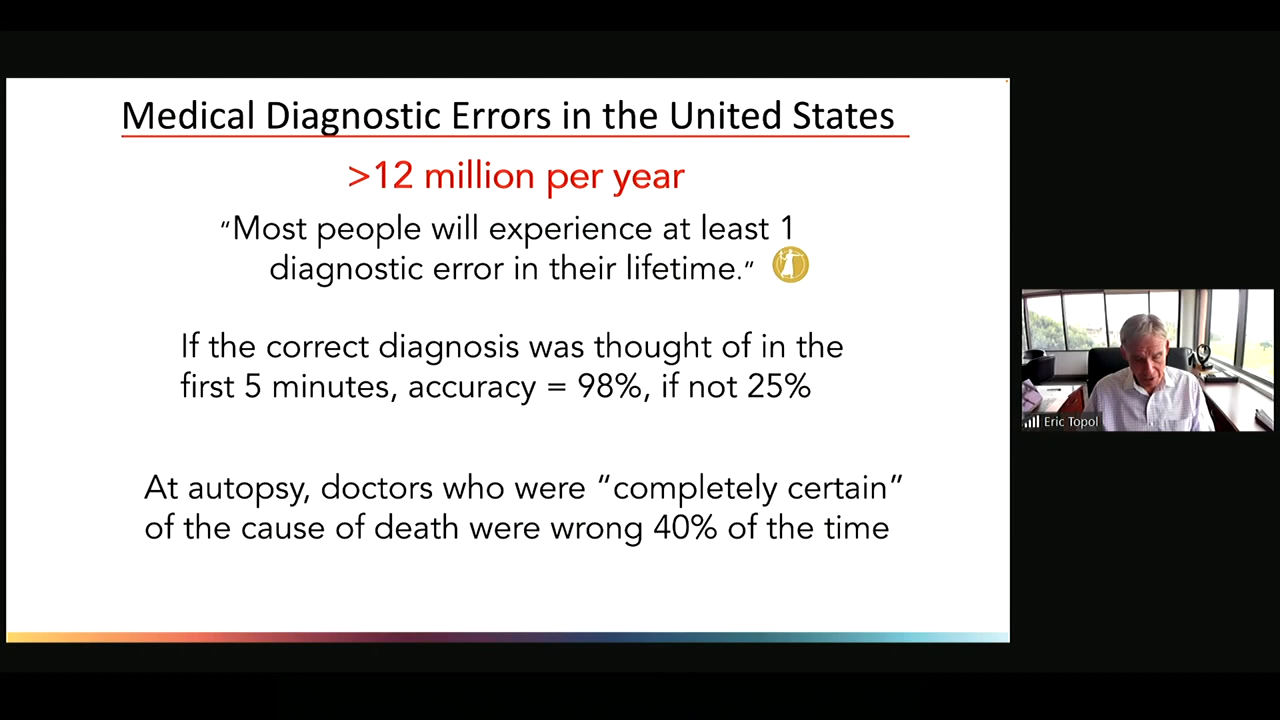 Medical Diagnostic Errors in the United States
>12 million per year
“Most people will experience at least 1
diagnostic error in their lifetime.”
If the correct diagnosis was thought of in the
first 5 minutes, accuracy = 98%, if not 25%
At autopsy, doctors who were “completely certain”
of the cause of death were wrong 40% of the time
Eric Topol